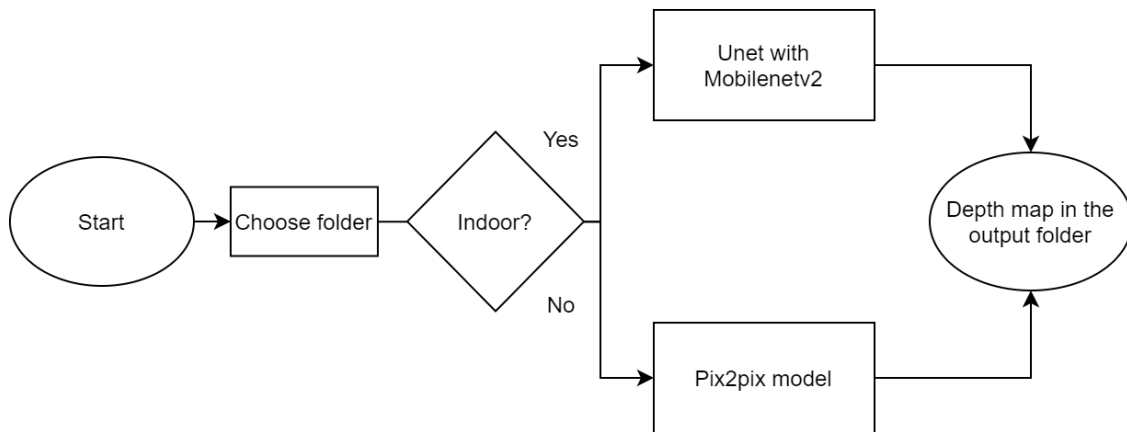 Start
Choose folder
Indoor?
Yes
No
Unet with
Mobilenetv2
Pix2pix model
Depth map in the
output folder